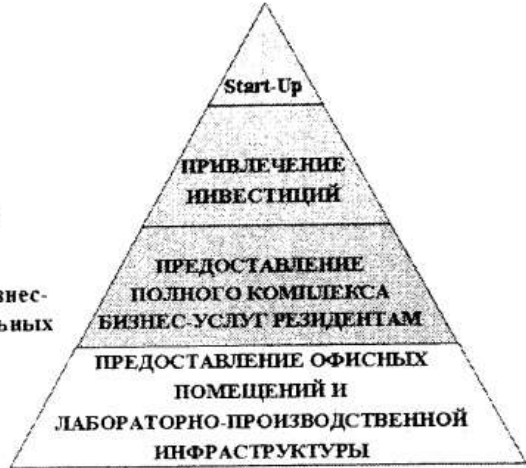 Start-Up
ПРИВЛЕЧЕНИЕ
ИНВЕСТИЦИЙ
ПРЕДОСТАВЛЕНИЕ
ПОЛНОГО КОМПЛЕКСА
БИЗНЕС-УСЛУГ РЕЗИДЕНТАМ
ПРЕДОСТАВЛЕНИЕ ОФИСНЫХ
ПОМЕЩЕНИЙ И
ЛАБОРАТОРНО-ПРОИЗВОДСТВЕННОЙ
ИНФРАСТРУКТУРЫ